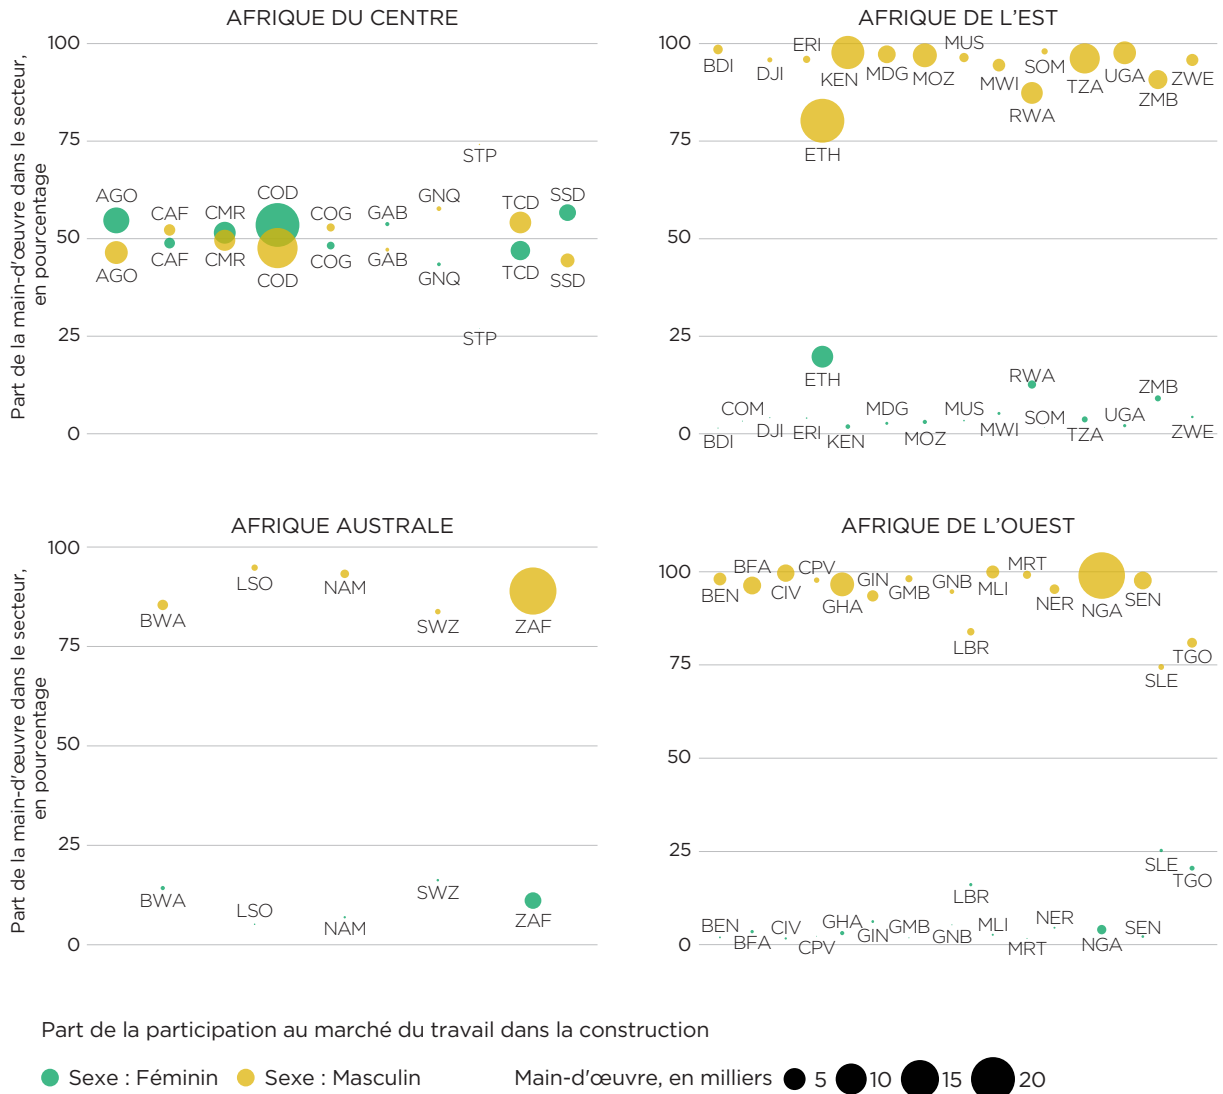 AFRIQUE DU CENTRE
Part de la main-d'œuvre dans le secteur,
en pourcentage
100
75
50
25
0
STP
AGO CAF CMR COD COG GAB GNQ TCD SSD
AGO CAF CMR COD COG GAB GNQ TCD SSD
STP
AFRIQUE DE L'EST
100
75
50
25
0
BDI DJI ERI KEN MDG MOZ MUS MWI SOM TZA UGA ZMB ZWE
RWA
ETH
ETH
RWA
ZMB
BDI COM DJI ERI KEN MDG MOZ MUS MWI SOM TZA UGA ZWE
AFRIQUE AUSTRALE
Part de la main-d'œuvre dans le secteur,
en pourcentage
100
75
50
25
0
BWA LSO NAM SWZ ZAF
BWA LSO NAM SWZ ZAF
AFRIQUE DE L'OUEST
100
75
50
25
0
BEN BFA CIV CPV GHA GIN GMB GNB MLI MRT NER NGA SEN
LBR
TGO
SLE
SLE
TGO
LBR
BEN BFA CIV CPV GHA GIN GMB GNB MLI MRT NER NGA SEN
Part de la participation au marché du travail dans la construction
Sexe : Féminin Sexe : Masculin Main-d'œuvre, en milliers 5 10 15 20